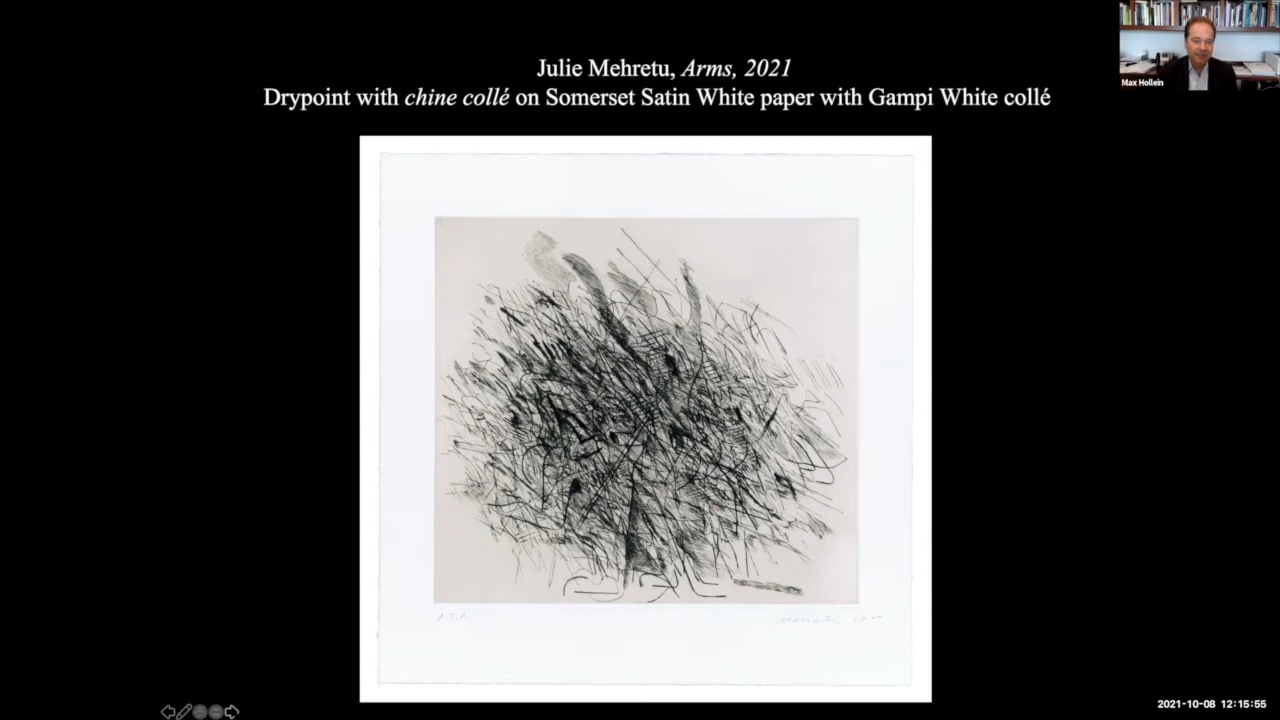 Julie Mehretu, Arms, 2021
Drypoint with chine collé on Somerset Satin White paper with Gampi White collé
Max Hollein
2021-10-08 12:15:55